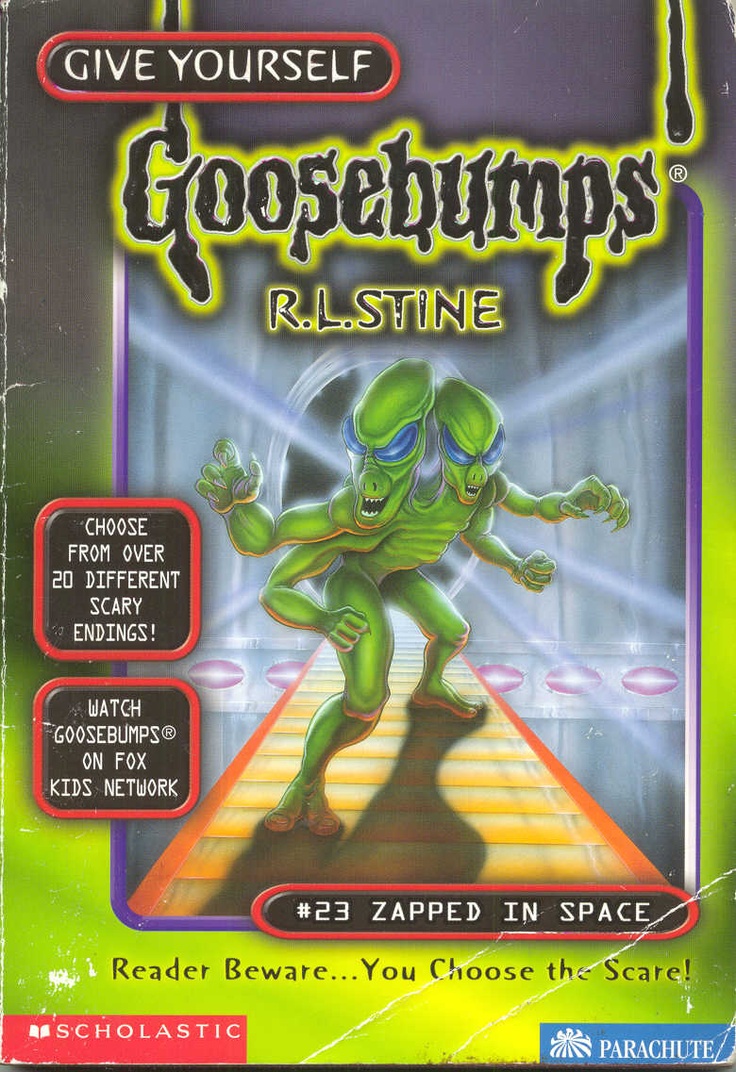 GIVE YOURSELF
Goosebumps®
R.L.STINE
CHOOSE
FROM OVER
20 DIFFERENT
SCARY
ENDINGS!
WATCH
GOOSEBUMPS®
ON FOX
KIDS NETWORK
#23 ZAPPED IN SPACE
Reader Beware...You Choose the Scare!
SCHOLASTIC
PARACHUTE